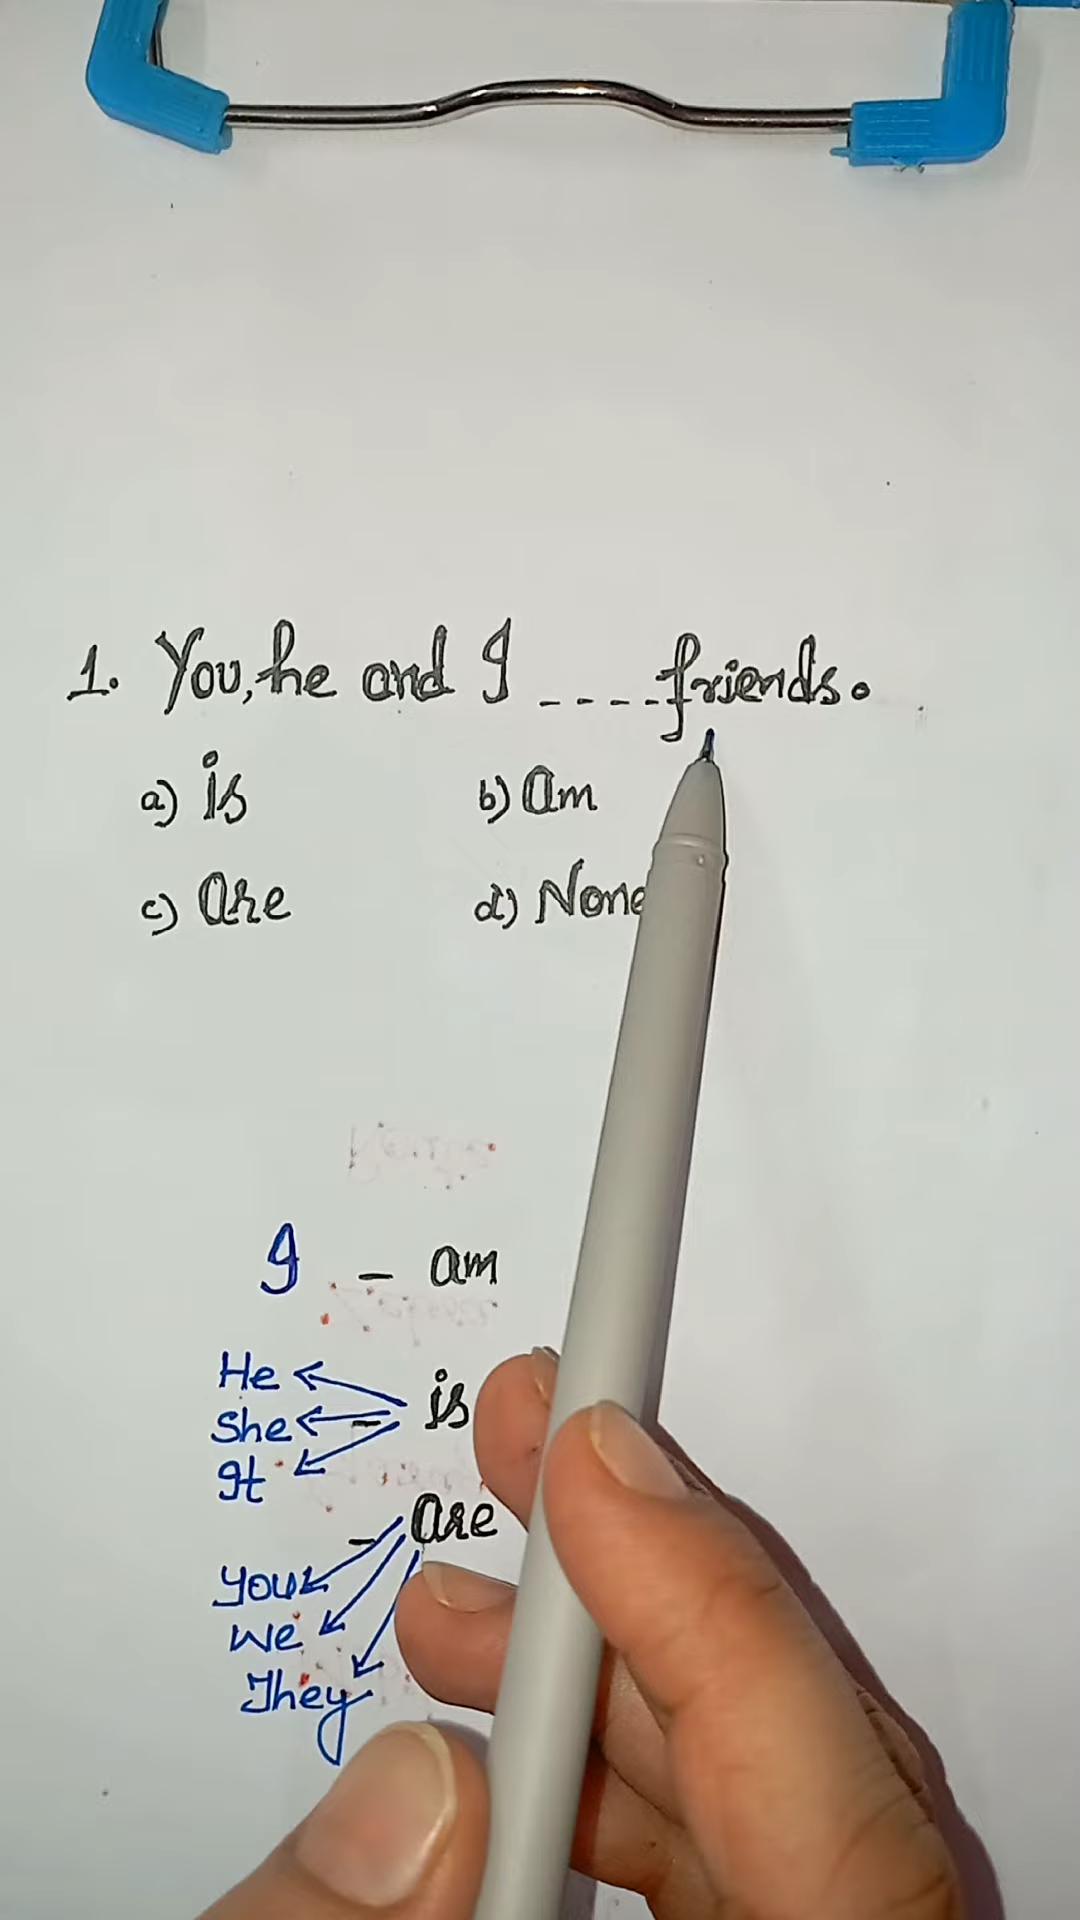 1. You, he and I ---- friends.
a) is b) am
c) are d) None
I - am
He
She - is
It
- are
You
We
They